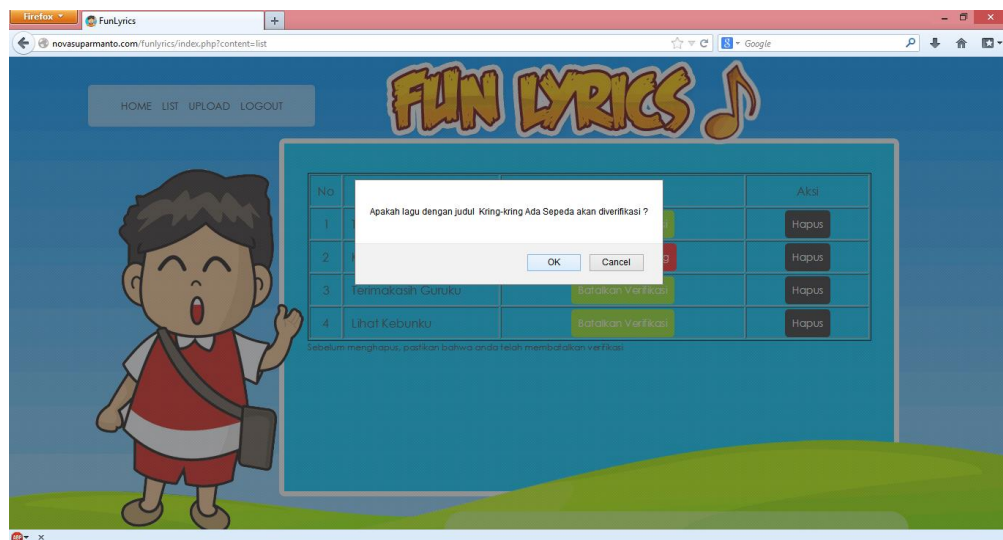 Firefox
FunLyrics
novasuparmanto.com/funlyrics/index.php?content=list
Google
HOME LIST UPLOAD LOGOUT
FUN LYRICS
No Aksi
Apakah lagu dengan judul Kring-kring Ada Sepeda akan diverifikasi ?
OK Cancel
1 Hapus
2 Hapus
3 Terimakasih Guruku Batalkan Verifikasi Hapus
4 Lihat Kebunku Batalkan Verifikasi Hapus
Sebelum menghapus, pastikan bahwa anda telah membatalkan verfikasi